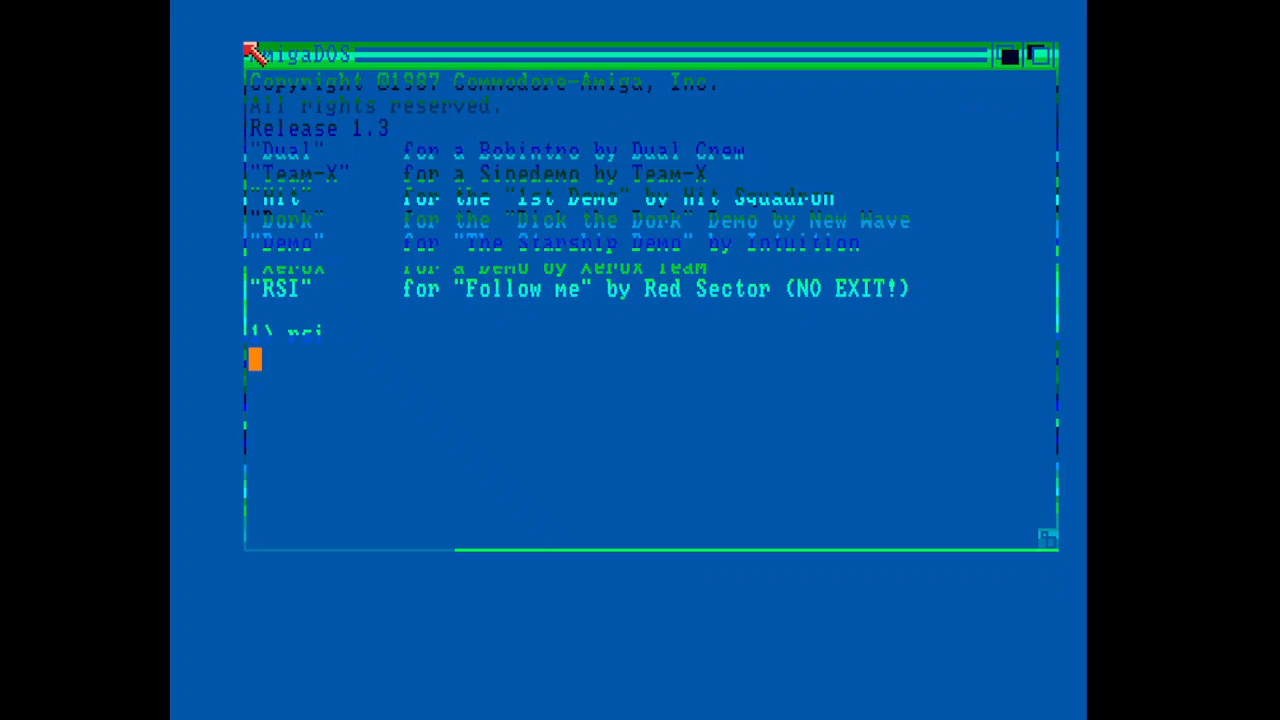 AmigaDOS
Copyright @1987 Commodore-Amiga, Inc.
All rights reserved.
Release 1.3
"Dual" for a Bobintro by Dual Crew
"Team-X" for a Sinedemo by Team-X
"Hit" for the "1st Demo" by Hit Squadron
"Dork" for the "Dick the Dork" Demo by New Wave
"Demo" for "The Starship Demo" by Intuition
"Xerox" for a Demo by Xerox Team
"RSI" for "Follow me" by Red Sector (NO EXIT!)
1> rsi